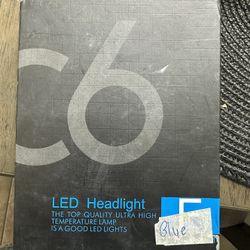 C6
LED Headlight
THE TOP QUALITY ULTRA HIGH
TEMPERATURE LAMP
IS A GOOD LED LIGHTS
Blue